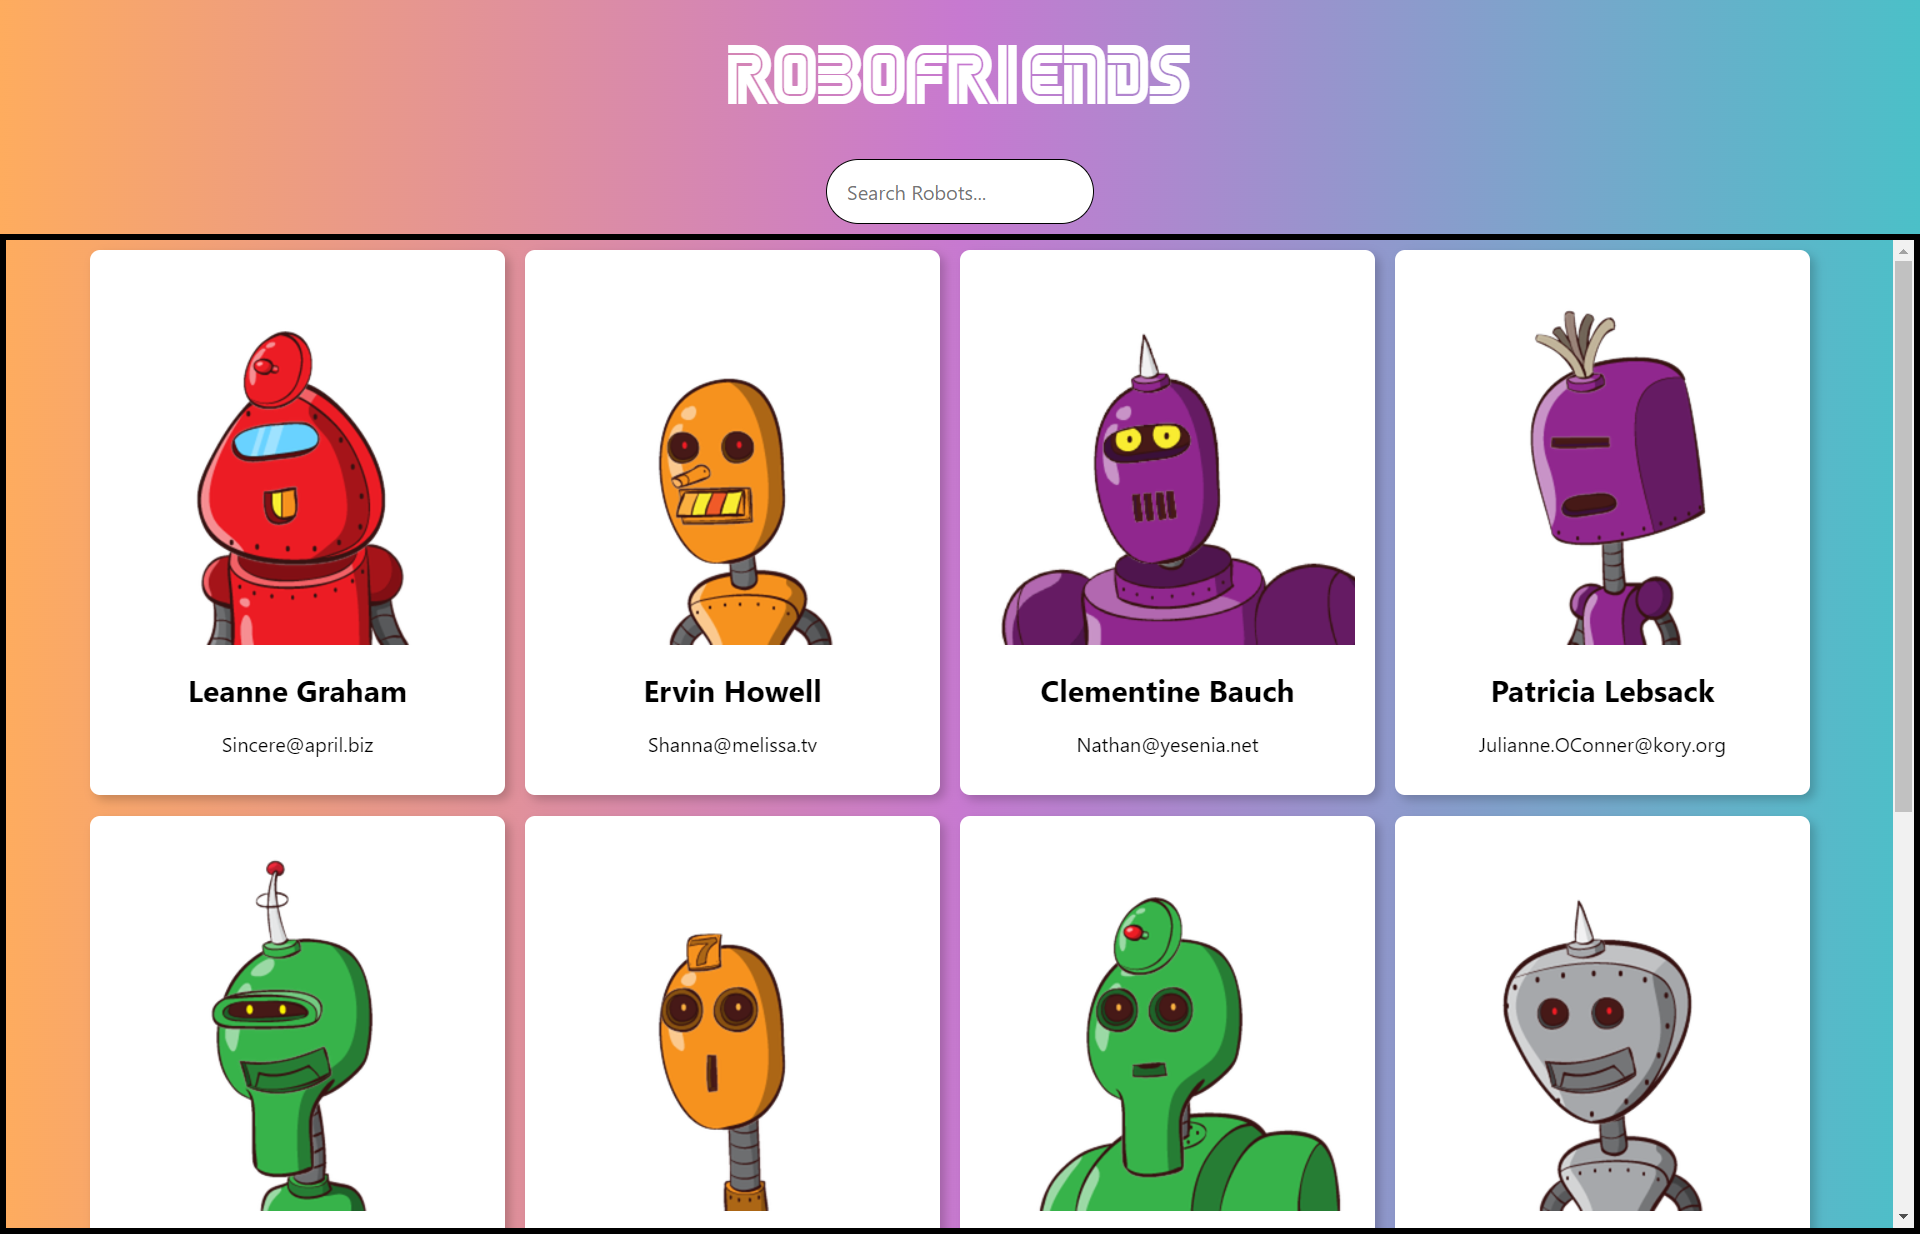 ROBOFRIENDS
Search Robots...
Leanne Graham
Ervin Howell
Clementine Bauch
Patricia Lebsack
Sincere@april.biz
Shanna@melissa.tv
Nathan@yesenia.net
Julianne.OConner@kory.org
7